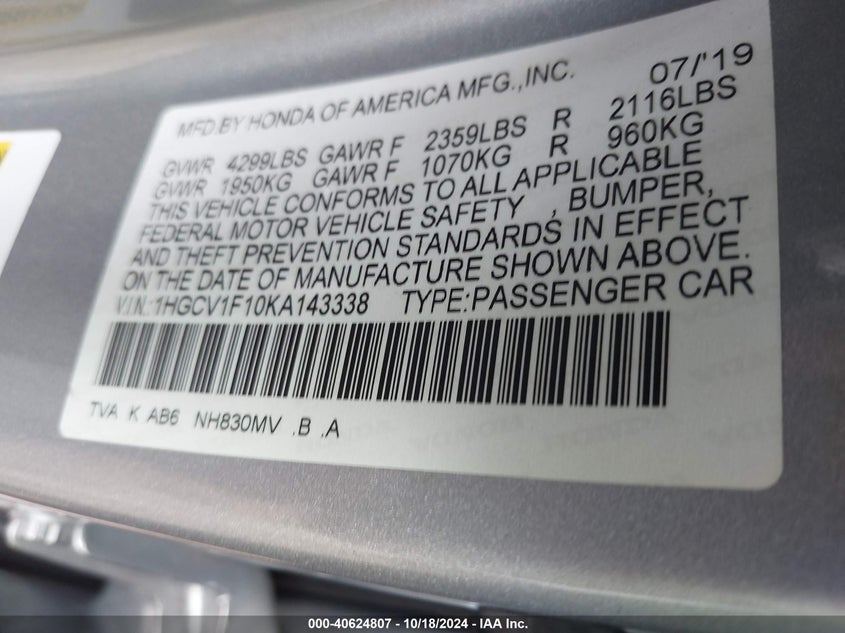 MFD.BY HONDA OF AMERICA MFG.,INC. 07/'19
GVWR 4299LBS GAWR F 2359LBS R 2116LBS
GVWR 1950KG GAWR F 1070KG R 960KG
THIS VEHICLE CONFORMS TO ALL APPLICABLE
FEDERAL MOTOR VEHICLE SAFETY , BUMPER,
AND THEFT PREVENTION STANDARDS IN EFFECT
ON THE DATE OF MANUFACTURE SHOWN ABOVE.
VIN:1HGCV1F10KA143338 TYPE:PASSENGER CAR
TVA K AB6 NH830MV .B .A
000-40624807 - 10/18/2024 - IAA Inc.